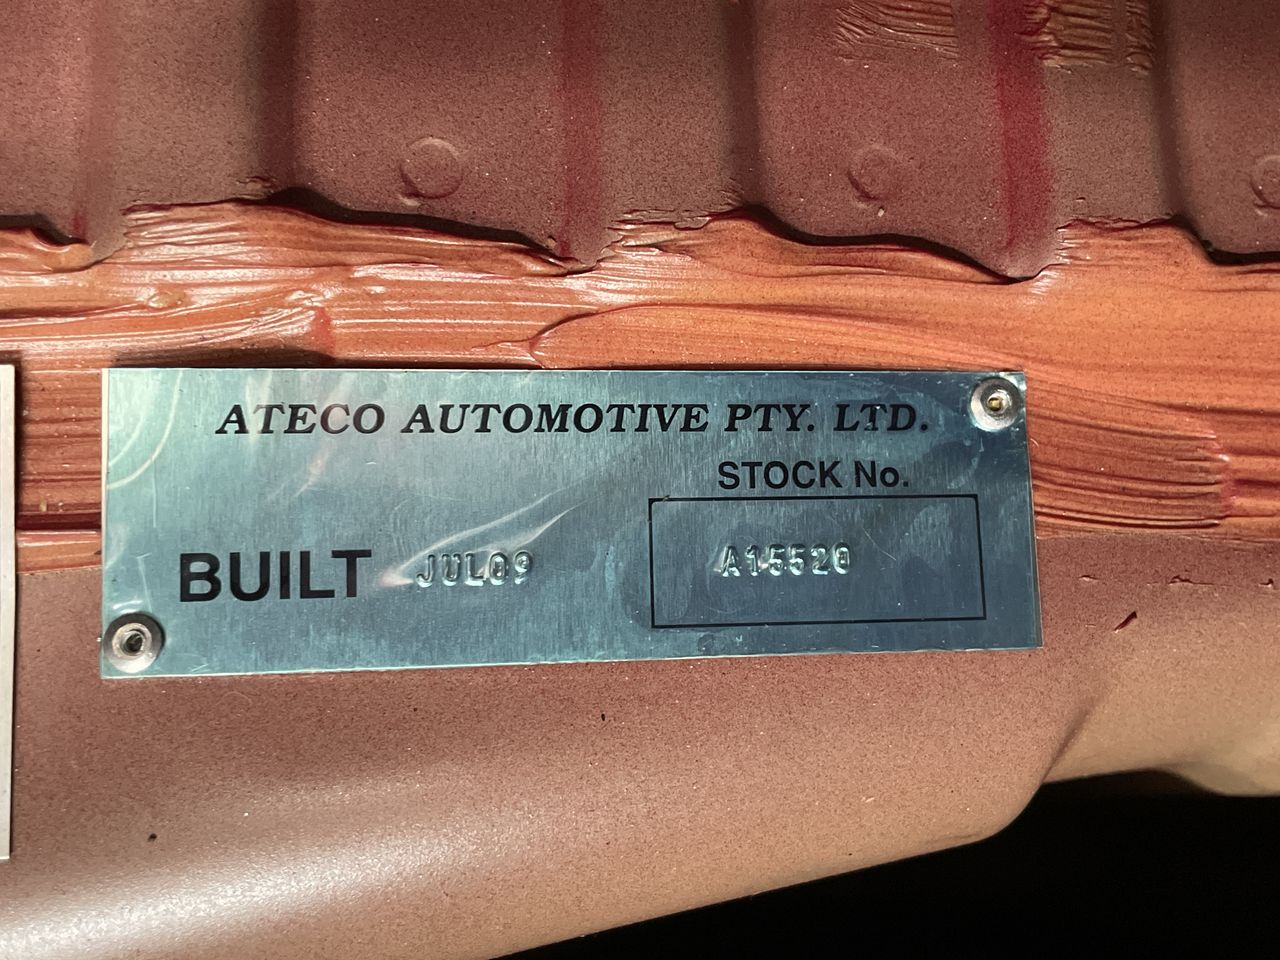 ATECO AUTOMOTIVE PTY. LTD.
STOCK No.
BUILT JUL09 A15520